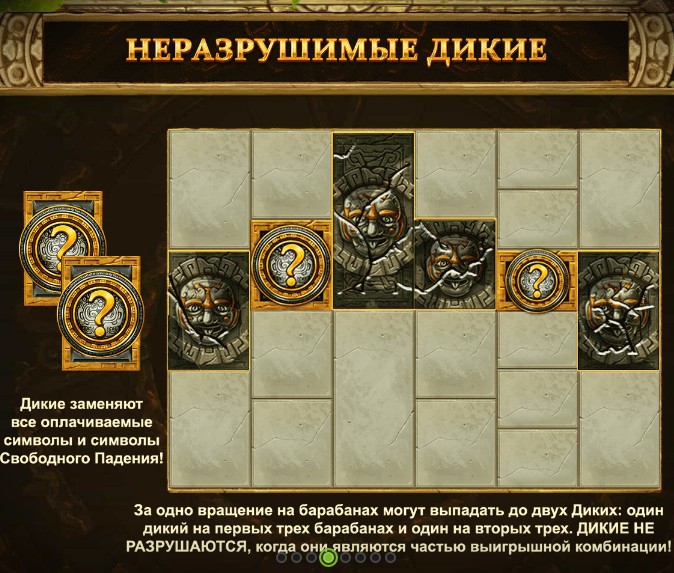 НЕРАЗРУШИМЫЕ ДИКИЕ
Дикие заменяют
все оплачиваемые
символы и символы
Свободного Падения!
За одно вращение на барабанах могут выпадать до двух Диких: один
дикий на первых трех барабанах и один на вторых трех. ДИКИЕ НЕ
РАЗРУШАЮТСЯ, когда они являются частью выигрышной комбинации!